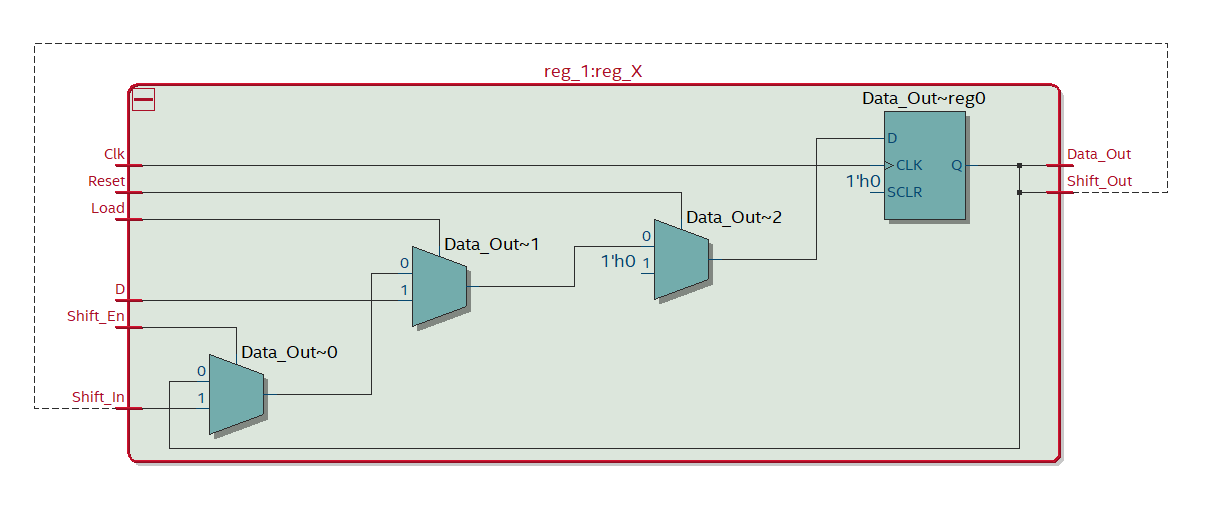 reg_1:reg_X
Data_Out~reg0
D
Clk
CLK
Q
Data_Out
Reset
1'h0
SCLR
Shift_Out
Load
Data_Out~2
0
1'h0
1
Data_Out~1
0
1
D
Shift_En
Data_Out~0
0
1
Shift_In